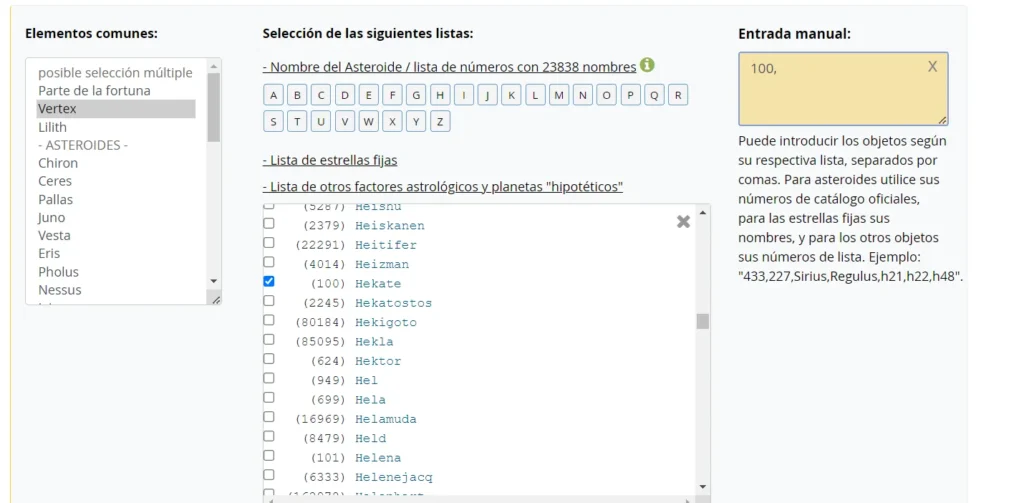 Elementos comunes:
posible selección múltiple
Parte de la fortuna
Vertex
Lilith
- ASTEROIDES -
Chiron
Ceres
Pallas
Juno
Vesta
Eris
Pholus
Nessus
Selección de las siguientes listas:
- Nombre del Asteroide / lista de números con 23838 nombres
A B C D E F G H I J K L M N O P Q R
S T U V W X Y Z
- Lista de estrellas fijas
- Lista de otros factores astrológicos y planetas "hipotéticos"
(5287) Heishu
(2379) Heiskanen
(22291) Heitifer
(4014) Heizman
(100) Hekate
(2245) Hekatostos
(80184) Hekigoto
(85095) Hekla
(624) Hektor
(949) Hel
(699) Hela
(16969) Helamuda
(8479) Held
(101) Helena
(6333) Helenejacq
Entrada manual:
100,
X
Puede introducir los objetos según
su respectiva lista, separados por
comas. Para asteroides utilice sus
números de catálogo oficiales,
para las estrellas fijas sus
nombres, y para los otros objetos
sus números de lista. Ejemplo:
"433,227,Sirius,Regulus,h21,h22,h48".